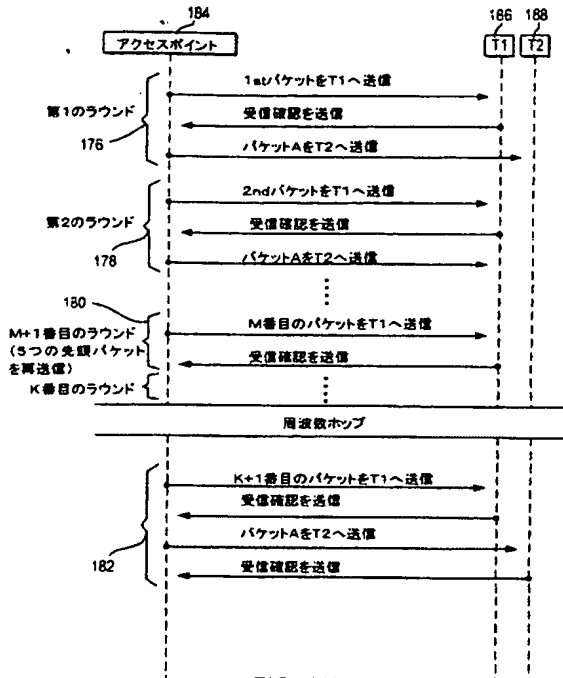 184
186
188
アクセスポイント
T1
T2
1stパケットをT1へ送信
第1のラウンド
176
受信確認を送信
パケットAをT2へ送信
2ndパケットをT1へ送信
第2のラウンド
178
受信確認を送信
パケットAをT2へ送信
180
M番目のパケットをT1へ送信
M+1番目のラウンド
(5つの先頭パケット
を再送信)
受信確認を送信
K番目のラウンド
周波数ホップ
K+1番目のパケットをT1へ送信
受信確認を送信
パケットAをT2へ送信
182
受信確認を送信